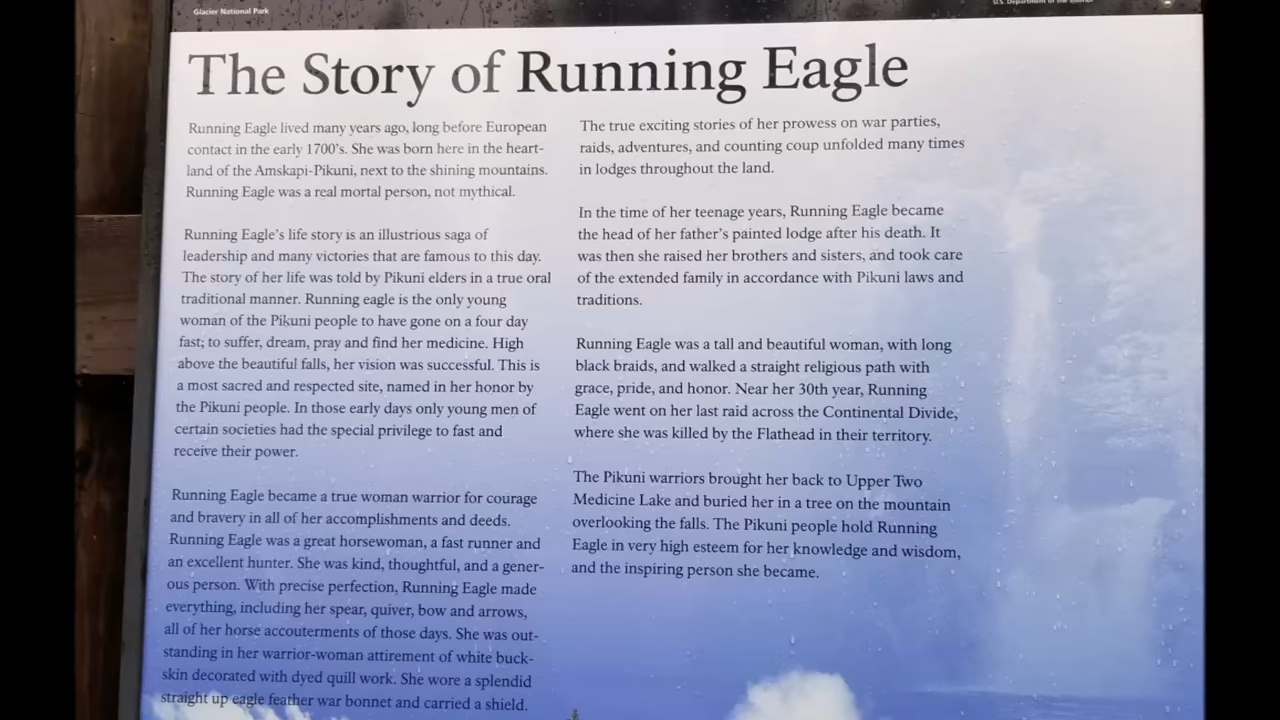 Glacier National Park
U.S. Department of the Interior
The Story of Running Eagle
Running Eagle lived many years ago, long before European
contact in the early 1700's. She was born here in the heart-
land of the Amskapi-Pikuni, next to the shining mountains.
Running Eagle was a real mortal person, not mythical.
Running Eagle's life story is an illustrious saga of
leadership and many victories that are famous to this day.
The story of her life was told by Pikuni elders in a true oral
traditional manner. Running eagle is the only young
woman of the Pikuni people to have gone on a four day
fast; to suffer, dream, pray and find her medicine. High
above the beautiful falls, her vision was successful. This is
a most sacred and respected site, named in her honor by
the Pikuni people. In those early days only young men of
certain societies had the special privilege to fast and
receive their power.
Running Eagle became a true woman warrior for courage
and bravery in all of her accomplishments and deeds.
Running Eagle was a great horsewoman, a fast runner and
an excellent hunter. She was kind, thoughtful, and a gener-
ous person. With precise perfection, Running Eagle made
everything, including her spear, quiver, bow and arrows,
all of her horse accouterments of those days. She was out-
standing in her warrior-woman attirement of white buck-
skin decorated with dyed quill work. She wore a splendid
straight up eagle feather war bonnet and carried a shield.
The true exciting stories of her prowess on war parties,
raids, adventures, and counting coup unfolded many times
in lodges throughout the land.
In the time of her teenage years, Running Eagle became
the head of her father's painted lodge after his death. It
was then she raised her brothers and sisters, and took care
of the extended family in accordance with Pikuni laws and
traditions.
Running Eagle was a tall and beautiful woman, with long
black braids, and walked a straight religious path with
grace, pride, and honor. Near her 30th year, Running
Eagle went on her last raid across the Continental Divide,
where she was killed by the Flathead in their territory.
The Pikuni warriors brought her back to Upper Two
Medicine Lake and buried her in a tree on the mountain
overlooking the falls. The Pikuni people hold Running
Eagle in very high esteem for her knowledge and wisdom,
and the inspiring person she became.